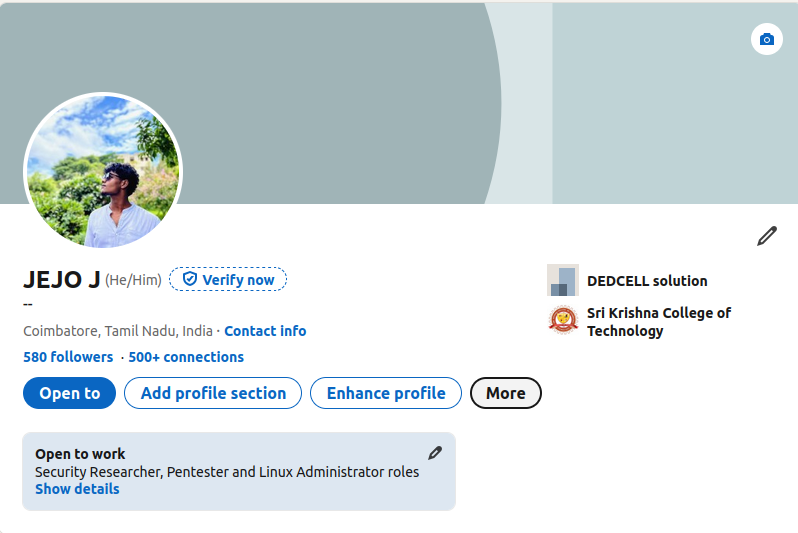 JEJO J (He/Him) Verify now
--
Coimbatore, Tamil Nadu, India · Contact info
580 followers · 500+ connections
Open to
Add profile section
Enhance profile
More
DEDCELL solution
Sri Krishna College of
Technology
Open to work
Security Researcher, Pentester and Linux Administrator roles
Show details